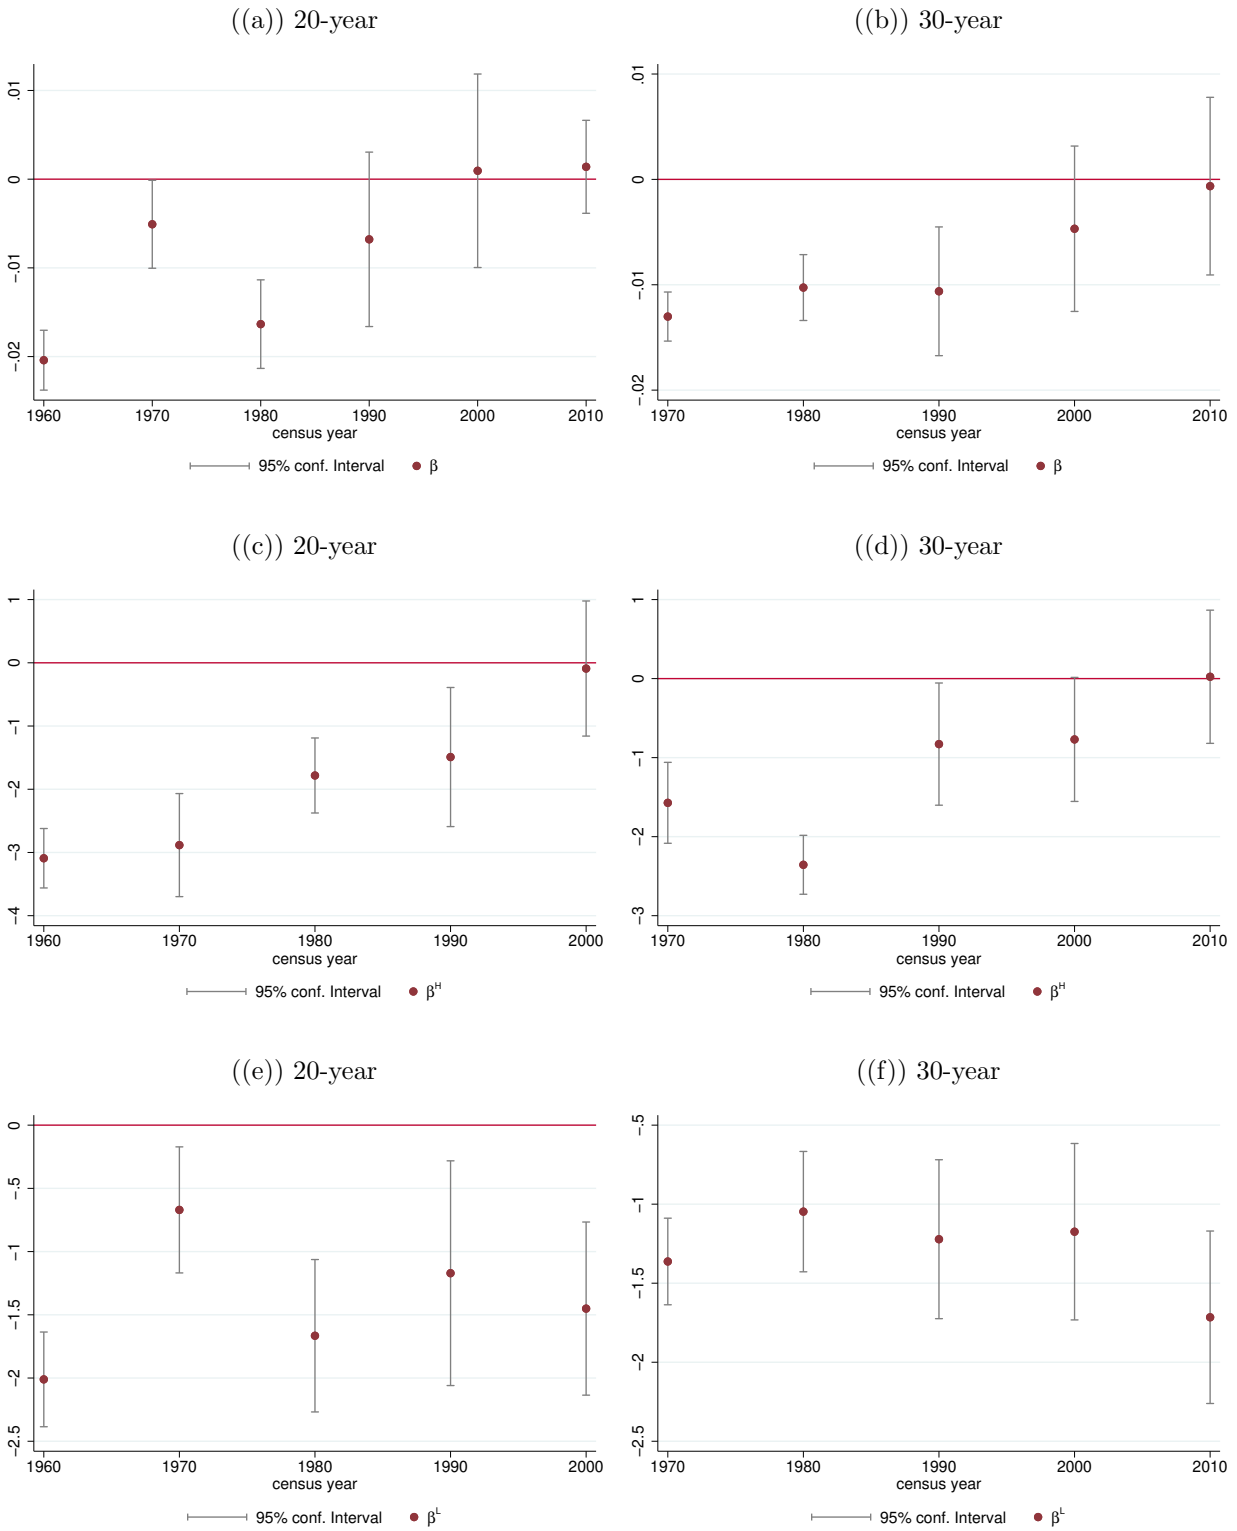 ((a)) 20-year
.01
0
-.01
-.02
1960 1970 1980 1990 2000 2010
census year
95% conf. Interval β
((b)) 30-year
.01
0
-.01
-.02
1970 1980 1990 2000 2010
census year
95% conf. Interval β
((c)) 20-year
1
0
-1
-2
-3
-4
1960 1970 1980 1990 2000
census year
95% conf. Interval βᴴ
((d)) 30-year
1
0
-1
-2
-3
1970 1980 1990 2000 2010
census year
95% conf. Interval βᴴ
((e)) 20-year
0
-.5
-1
-1.5
-2
-2.5
1960 1970 1980 1990 2000
census year
95% conf. Interval βᴸ
((f)) 30-year
-.5
-1
-1.5
-2
-2.5
1970 1980 1990 2000 2010
census year
95% conf. Interval βᴸ